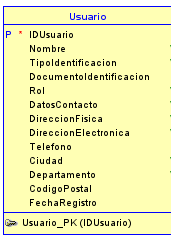 Usuario
P * IDUsuario
Nombre
TipoIdentificacion
DocumentoIdentificacion
Rol
DatosContacto
DireccionFisica
DireccionElectronica
Telefono
Ciudad
Departamento
CodigoPostal
FechaRegistro
Usuario_PK (IDUsuario)